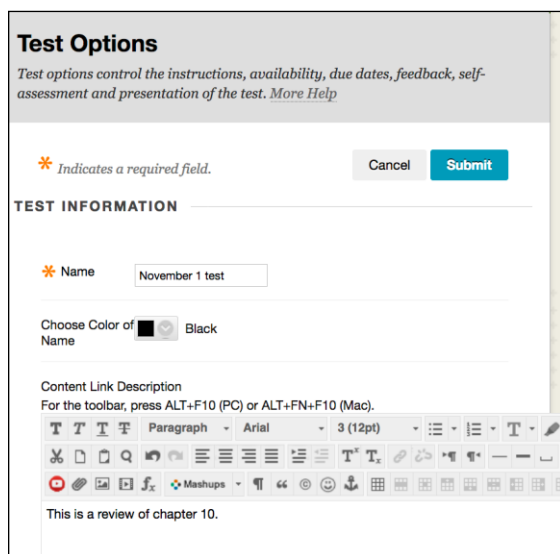 Test Options
Test options control the instructions, availability, due dates, feedback, self-
assessment and presentation of the test. More Help
Indicates a required field.
Cancel
Submit
TEST INFORMATION
Name
November 1 test
Choose Color of
Name
Black
Content Link Description
For the toolbar, press ALT+F10 (PC) or ALT+FN+F10 (Mac).
T T T T Paragraph Arial 3 (12pt) T
Tˣ Tₓ
fx Mashups ¶ “ ©
This is a review of chapter 10.